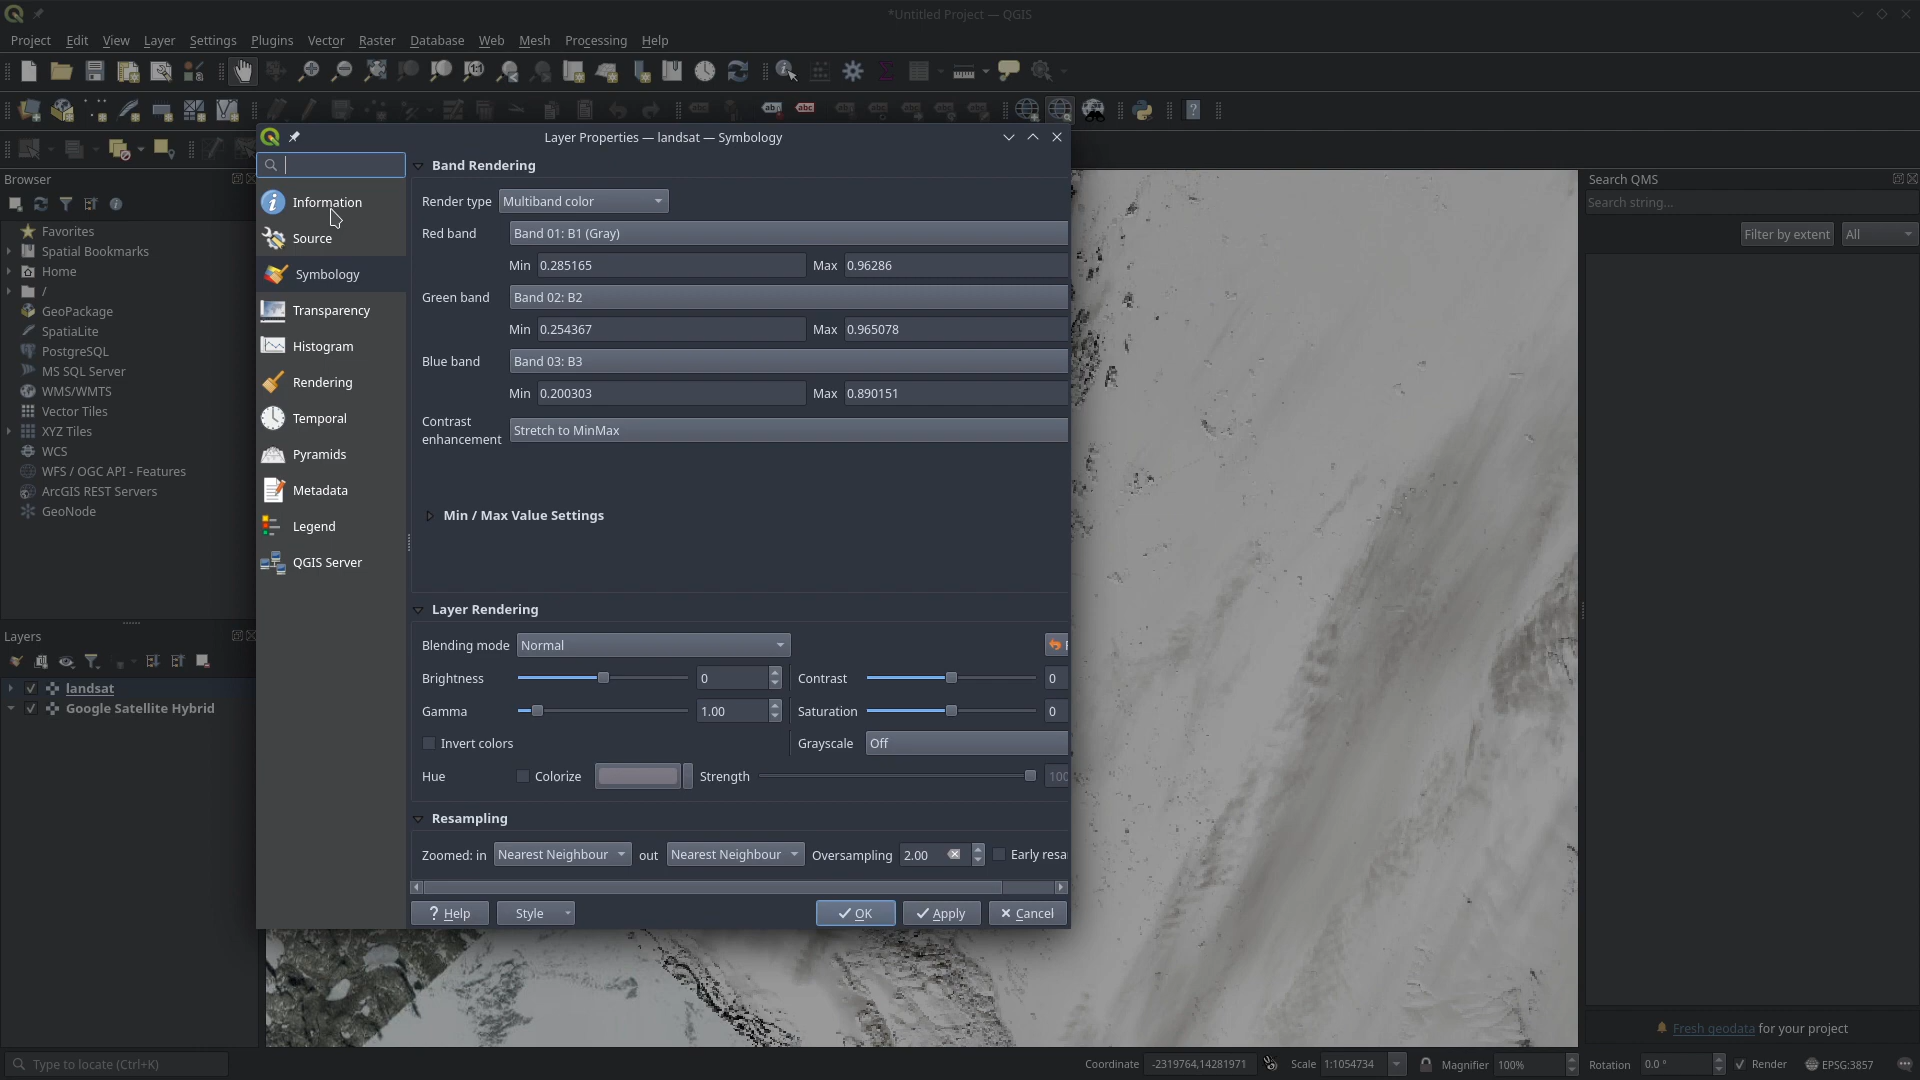 *Untitled Project — QGIS
Project Edit View Layer Settings Plugins Vector Raster Database Web Mesh Processing Help
Layer Properties — landsat — Symbology
Browser
Favorites
Spatial Bookmarks
Home
/
GeoPackage
SpatiaLite
PostgreSQL
MS SQL Server
WMS/WMTS
Vector Tiles
XYZ Tiles
WCS
WFS / OGC API - Features
ArcGIS REST Servers
GeoNode
Layers
landsat
Google Satellite Hybrid
Information
Source
Symbology
Transparency
Histogram
Rendering
Temporal
Pyramids
Metadata
Legend
QGIS Server
Band Rendering
Render type Multiband color
Red band Band 01: B1 (Gray)
Min 0.285165 Max 0.96286
Green band Band 02: B2
Min 0.254367 Max 0.965078
Blue band Band 03: B3
Min 0.200303 Max 0.890151
Contrast
enhancement Stretch to MinMax
Min / Max Value Settings
Layer Rendering
Blending mode Normal
Brightness 0 Contrast 0
Gamma 1.00 Saturation 0
Invert colors Grayscale Off
Hue Colorize Strength 100
Resampling
Zoomed: in Nearest Neighbour out Nearest Neighbour Oversampling 2.00 Early resa
? Help Style OK Apply Cancel
Search QMS
Search string...
Filter by extent All
Fresh geodata for your project
Type to locate (Ctrl+K) Coordinate -2319764,14281971 Scale 1:1054734 Magnifier 100% Rotation 0.0 ° Render EPSG:3857